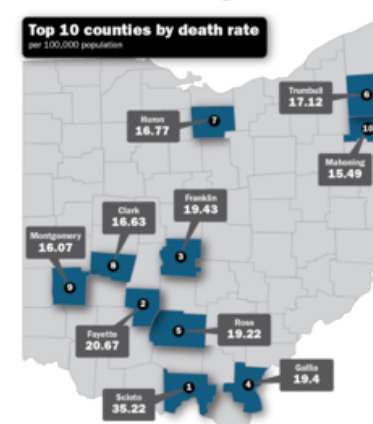 Top 10 counties by death rate
per 100,000 population
Trumbull
17.12
6
Huron
16.77
7
10
Mahoning
15.49
Franklin
19.43
Clark
16.63
Montgomery
16.07
3
8
9
2
Fayette
20.67
5
Ross
19.22
Scioto
35.22
1
4
Gallia
19.4